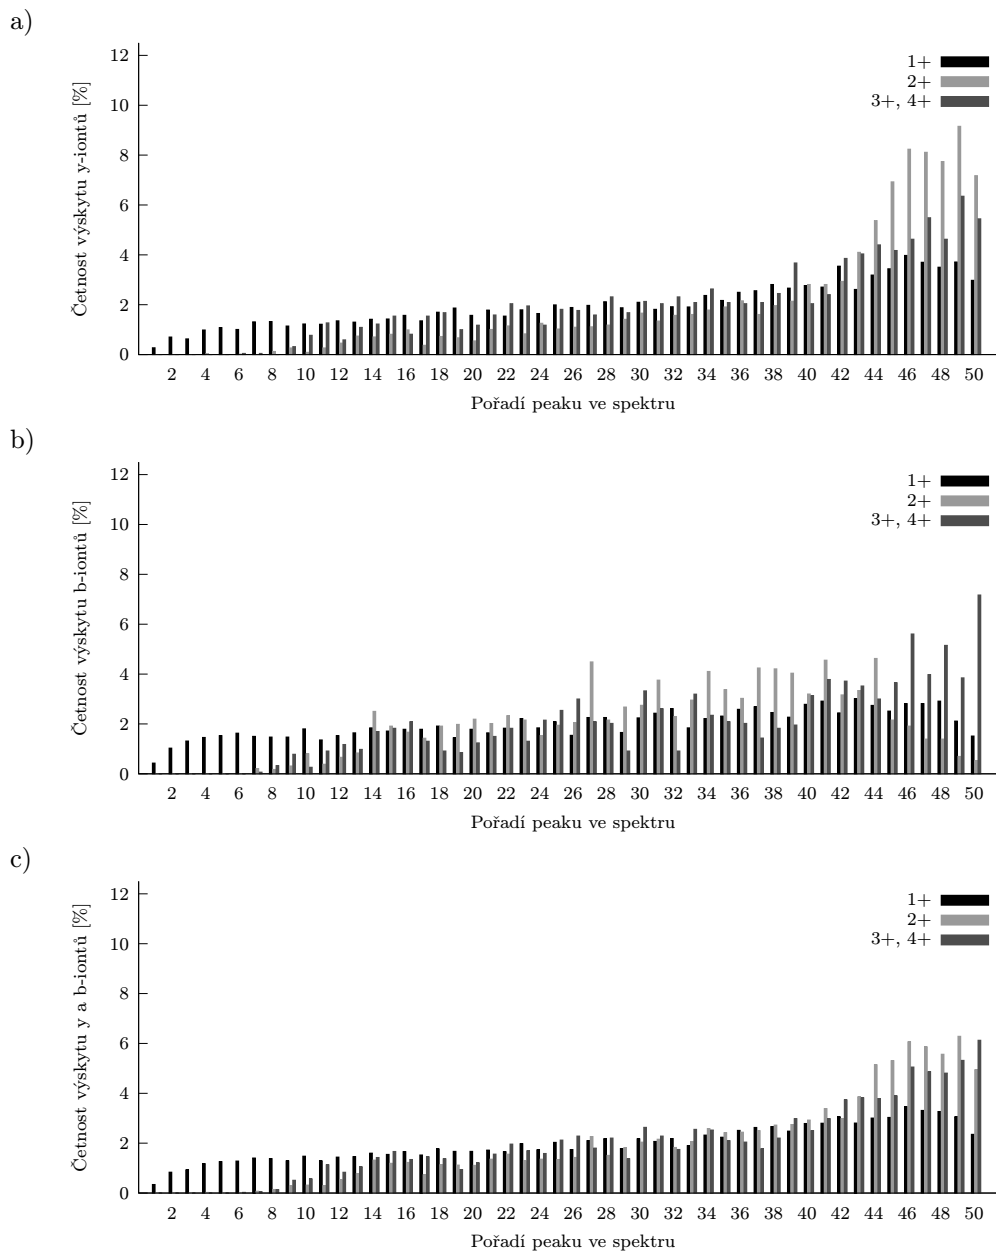 a)
Četnost výskytu y-iontů [%]
12
10
8
6
4
2
0
1+
2+
3+, 4+
2 4 6 8 10 12 14 16 18 20 22 24 26 28 30 32 34 36 38 40 42 44 46 48 50
Pořadí peaku ve spektru
b)
Četnost výskytu b-iontů [%]
12
10
8
6
4
2
0
1+
2+
3+, 4+
2 4 6 8 10 12 14 16 18 20 22 24 26 28 30 32 34 36 38 40 42 44 46 48 50
Pořadí peaku ve spektru
c)
Četnost výskytu y a b-iontů [%]
12
10
8
6
4
2
0
1+
2+
3+, 4+
2 4 6 8 10 12 14 16 18 20 22 24 26 28 30 32 34 36 38 40 42 44 46 48 50
Pořadí peaku ve spektru